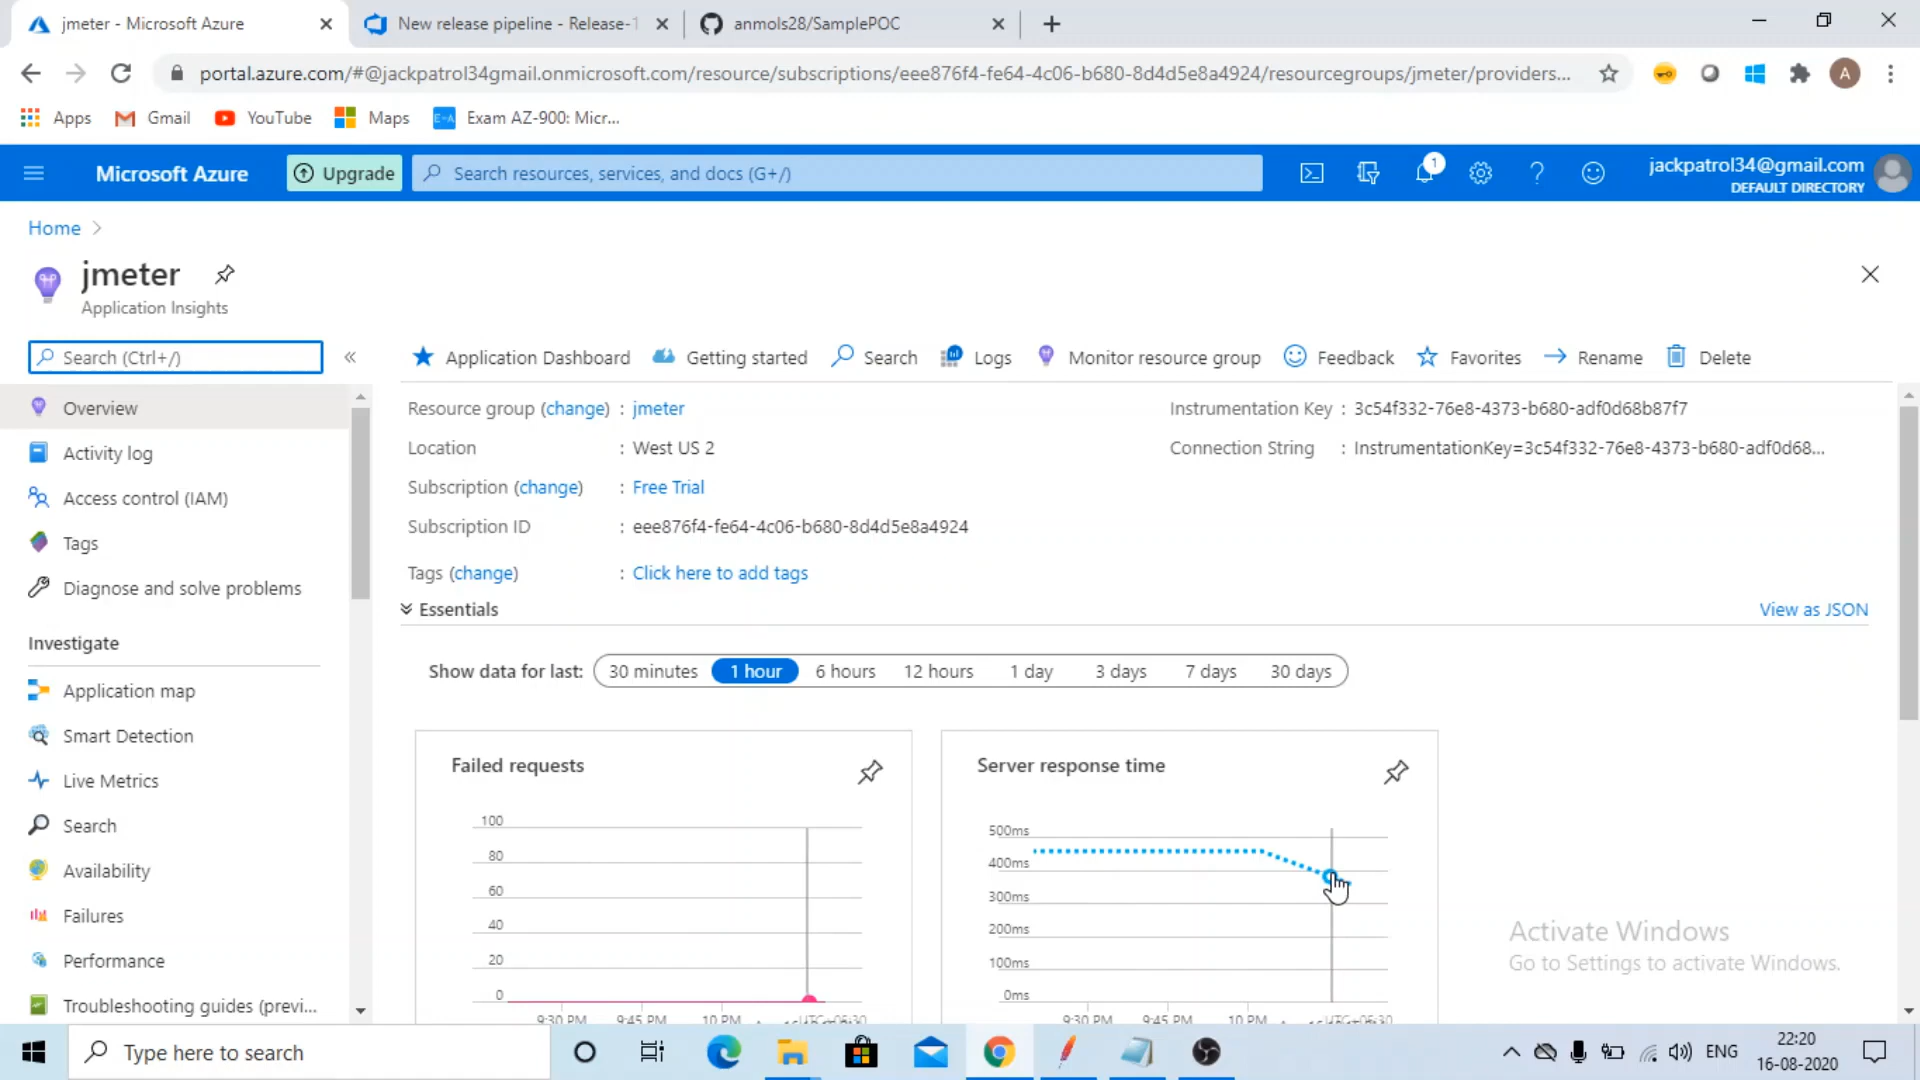 jmeter - Microsoft Azure
New release pipeline - Release-1
anmols28/SamplePOC
portal.azure.com/#@jackpatrol34gmail.onmicrosoft.com/resource/subscriptions/eee876f4-fe64-4c06-b680-8d4d5e8a4924/resourcegroups/jmeter/providers...
A
Apps
Gmail
YouTube
Maps
Exam AZ-900: Micr...
Microsoft Azure
Upgrade
Search resources, services, and docs (G+/)
1
jackpatrol34@gmail.com
DEFAULT DIRECTORY
Home
jmeter
Application Insights
Search (Ctrl+/)
Application Dashboard
Getting started
Search
Logs
Monitor resource group
Feedback
Favorites
Rename
Delete
Overview
Activity log
Access control (IAM)
Tags
Diagnose and solve problems
Investigate
Application map
Smart Detection
Live Metrics
Search
Availability
Failures
Performance
Troubleshooting guides (previ...
Resource group (change) : jmeter
Location : West US 2
Subscription (change) : Free Trial
Subscription ID : eee876f4-fe64-4c06-b680-8d4d5e8a4924
Tags (change) : Click here to add tags
Instrumentation Key : 3c54f332-76e8-4373-b680-adf0d68b87f7
Connection String : InstrumentationKey=3c54f332-76e8-4373-b680-adf0d68...
Essentials
View as JSON
Show data for last: 30 minutes 1 hour 6 hours 12 hours 1 day 3 days 7 days 30 days
Failed requests
100
80
60
40
20
0
9:30 PM 9:45 PM 10 PM
Server response time
500ms
400ms
300ms
200ms
100ms
0ms
9:30 PM 9:45 PM 10 PM
Activate Windows
Go to Settings to activate Windows.
Type here to search
ENG
22:20
16-08-2020